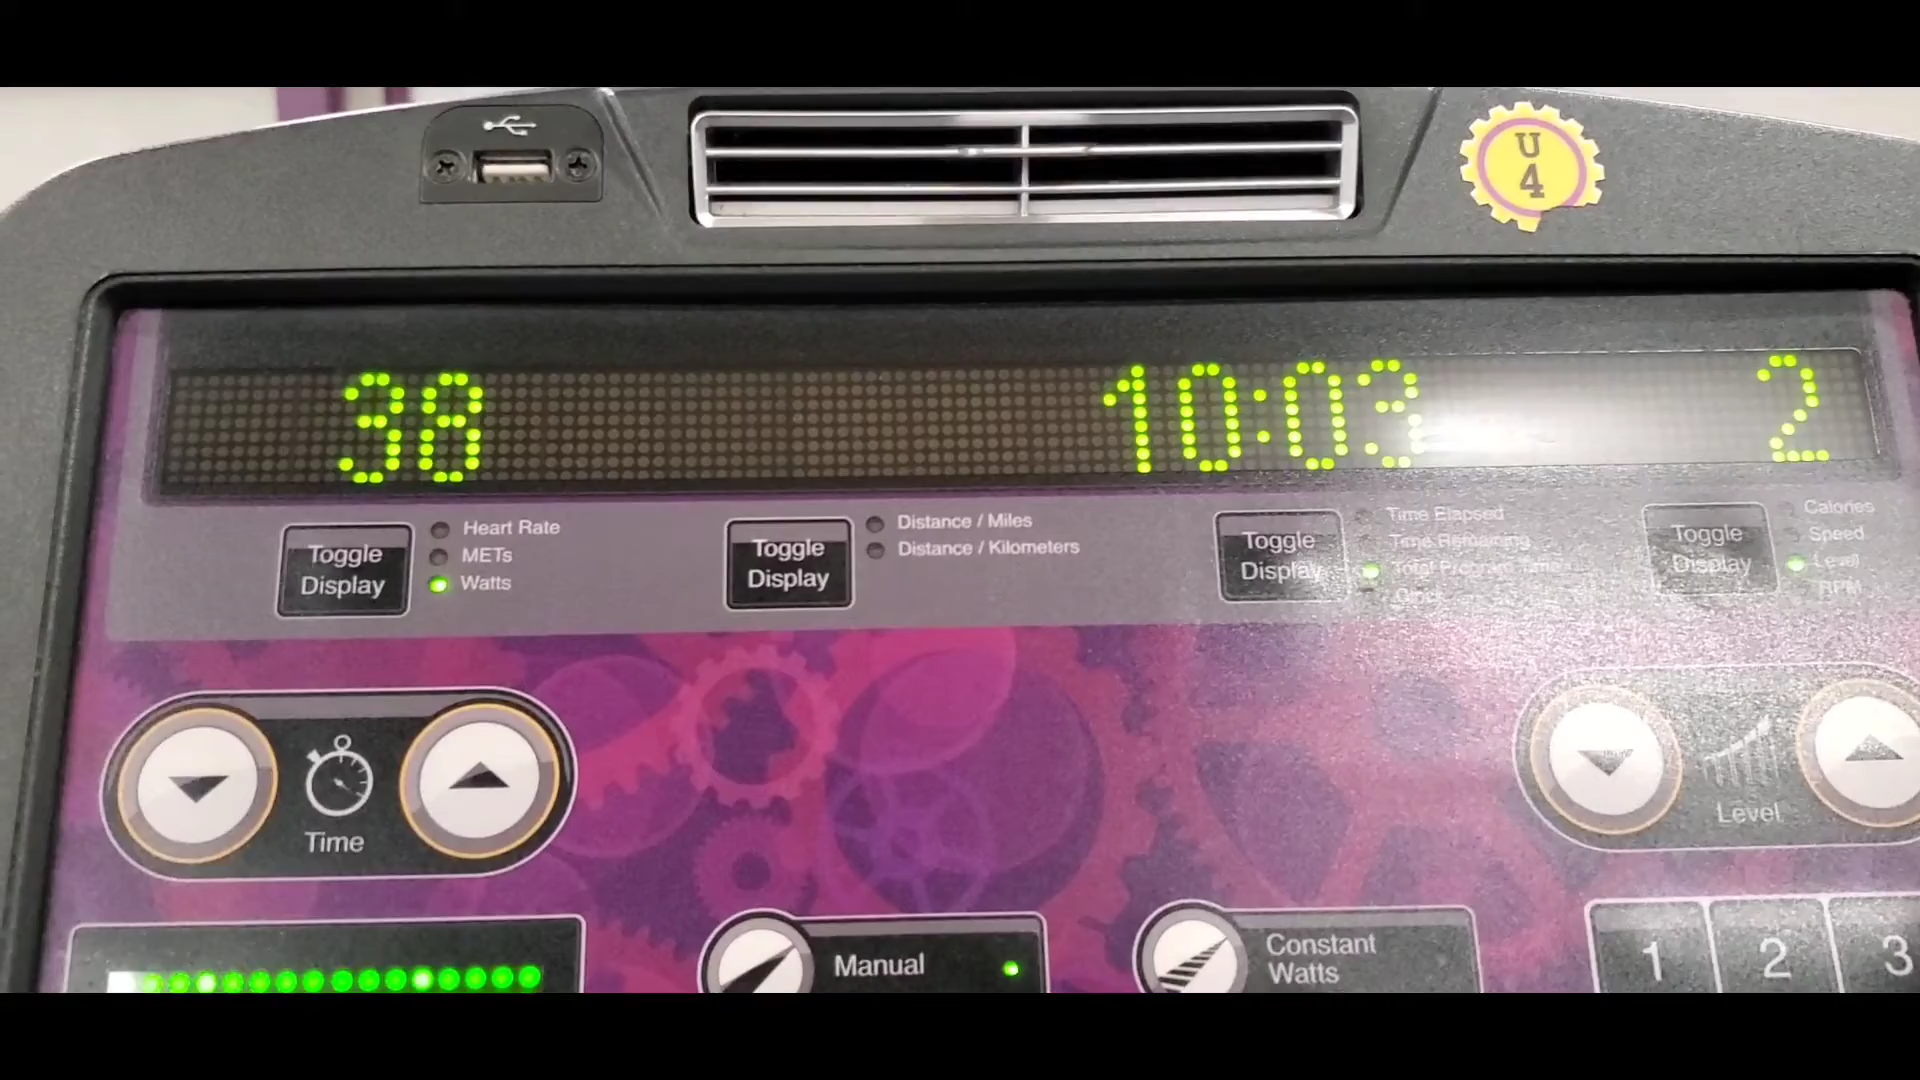 U
4
38 10:03 2
Toggle
Display
Heart Rate
METs
Watts
Toggle
Display
Distance / Miles
Distance / Kilometers
Toggle
Display
Time Elapsed
Time Remaining
Total Program Time
Toggle
Display
Calories
Speed
Level
RPM
Time
Level
Manual
Constant
Watts
1 2 3